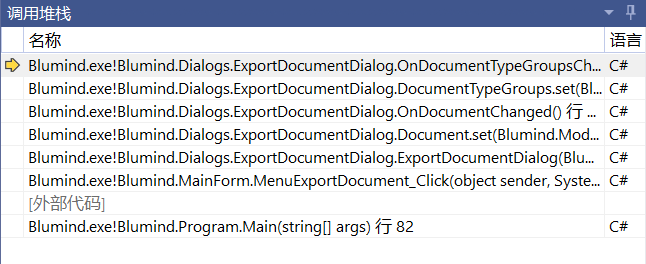 调用堆栈
名称 语言
Blumind.exe!Blumind.Dialogs.ExportDocumentDialog.OnDocumentTypeGroupsCh... C#
Blumind.exe!Blumind.Dialogs.ExportDocumentDialog.DocumentTypeGroups.set(Bl... C#
Blumind.exe!Blumind.Dialogs.ExportDocumentDialog.OnDocumentChanged() 行 ... C#
Blumind.exe!Blumind.Dialogs.ExportDocumentDialog.Document.set(Blumind.Mod... C#
Blumind.exe!Blumind.Dialogs.ExportDocumentDialog.ExportDocumentDialog(Blu... C#
Blumind.exe!Blumind.MainForm.MenuExportDocument_Click(object sender, Syste... C#
[外部代码]
Blumind.exe!Blumind.Program.Main(string[] args) 行 82 C#